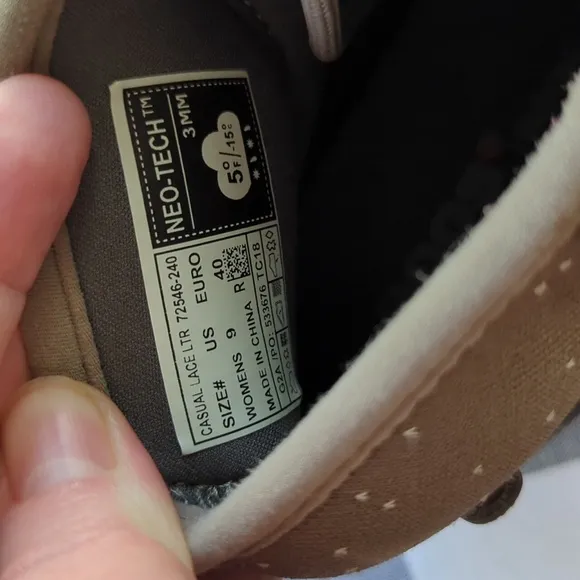 NEO-TECH™
3MM
5°F/-15°C
CASUAL LACE LTR 72546-240
SIZE# US EURO
WOMENS 9 40
R
MADE IN CHINA
G2A /PO: 533676 TC18